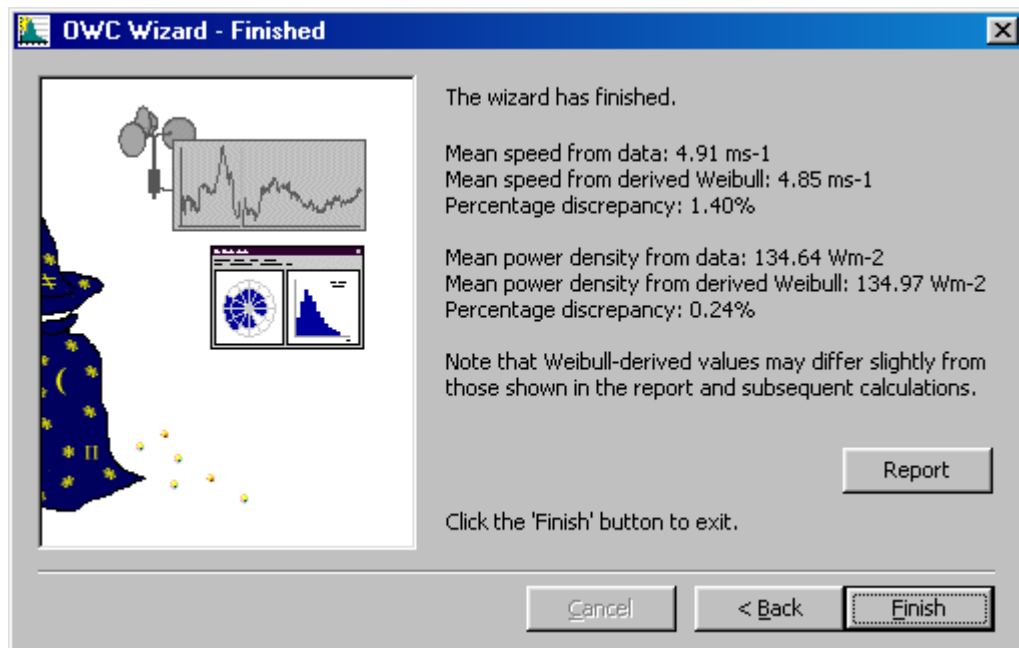 OWC Wizard - Finished
The wizard has finished.
Mean speed from data: 4.91 ms-1
Mean speed from derived Weibull: 4.85 ms-1
Percentage discrepancy: 1.40%
Mean power density from data: 134.64 Wm-2
Mean power density from derived Weibull: 134.97 Wm-2
Percentage discrepancy: 0.24%
Note that Weibull-derived values may differ slightly from
those shown in the report and subsequent calculations.
Report
Click the 'Finish' button to exit.
Cancel
< Back
Finish